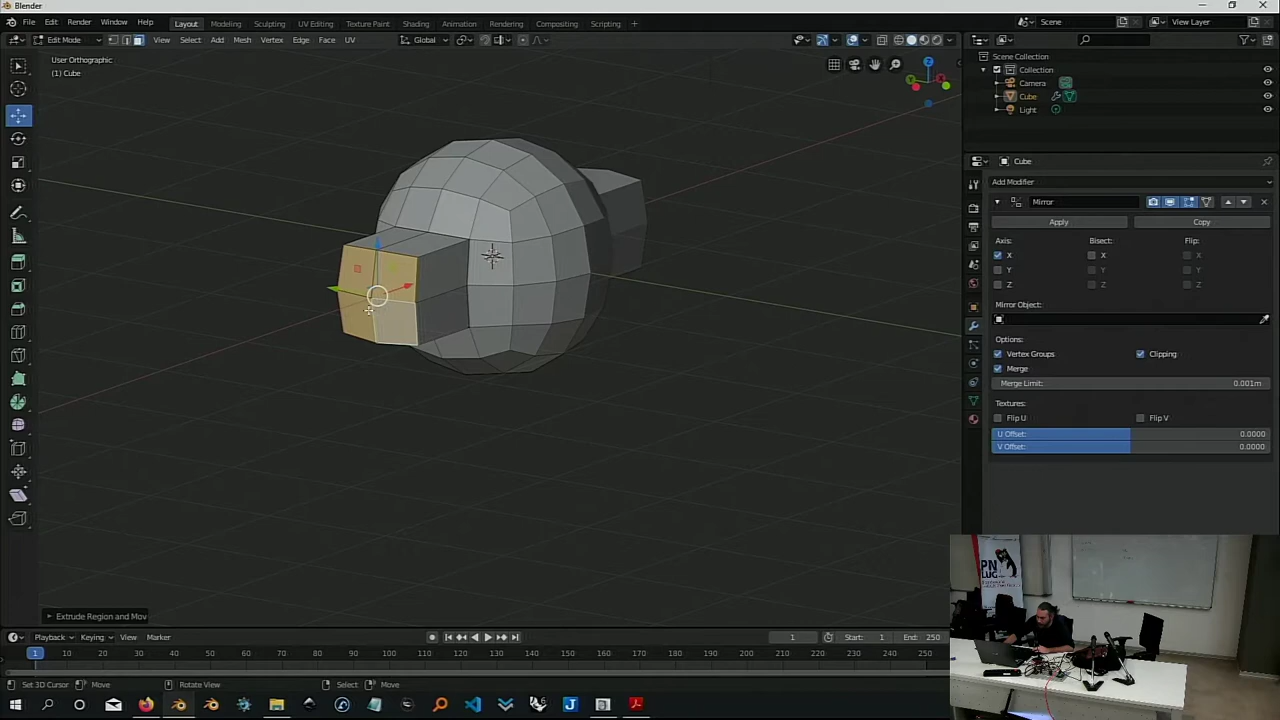 Blender
File Edit Render Window Help
Layout Modeling Sculpting UV Editing Texture Paint Shading Animation Rendering Compositing Scripting +
Scene
View Layer
Edit Mode
View Select Add Mesh Vertex Edge Face UV
Global
User Orthographic
(1) Cube
Z
Scene Collection
Collection
Camera
Cube
Light
Cube
Add Modifier
Mirror
Apply Copy
Axis: Bisect: Flip:
X X X
Y Y Y
Z Z Z
Mirror Object:
Options:
Vertex Groups Clipping
Merge
Merge Limit: 0.001m
Textures:
Flip U Flip V
U Offset: 0.0000
V Offset: 0.0000
PN
LUG
Extrude Region and Mov
Playback Keying View Marker
1 Start: 1 End: 250
1 10 20 30 40 50 60 70 80 90 100 110 120 130 140 150 160 170 180 190 200 210 220 230 240 250
Set 3D Cursor Move Rotate View Select Move